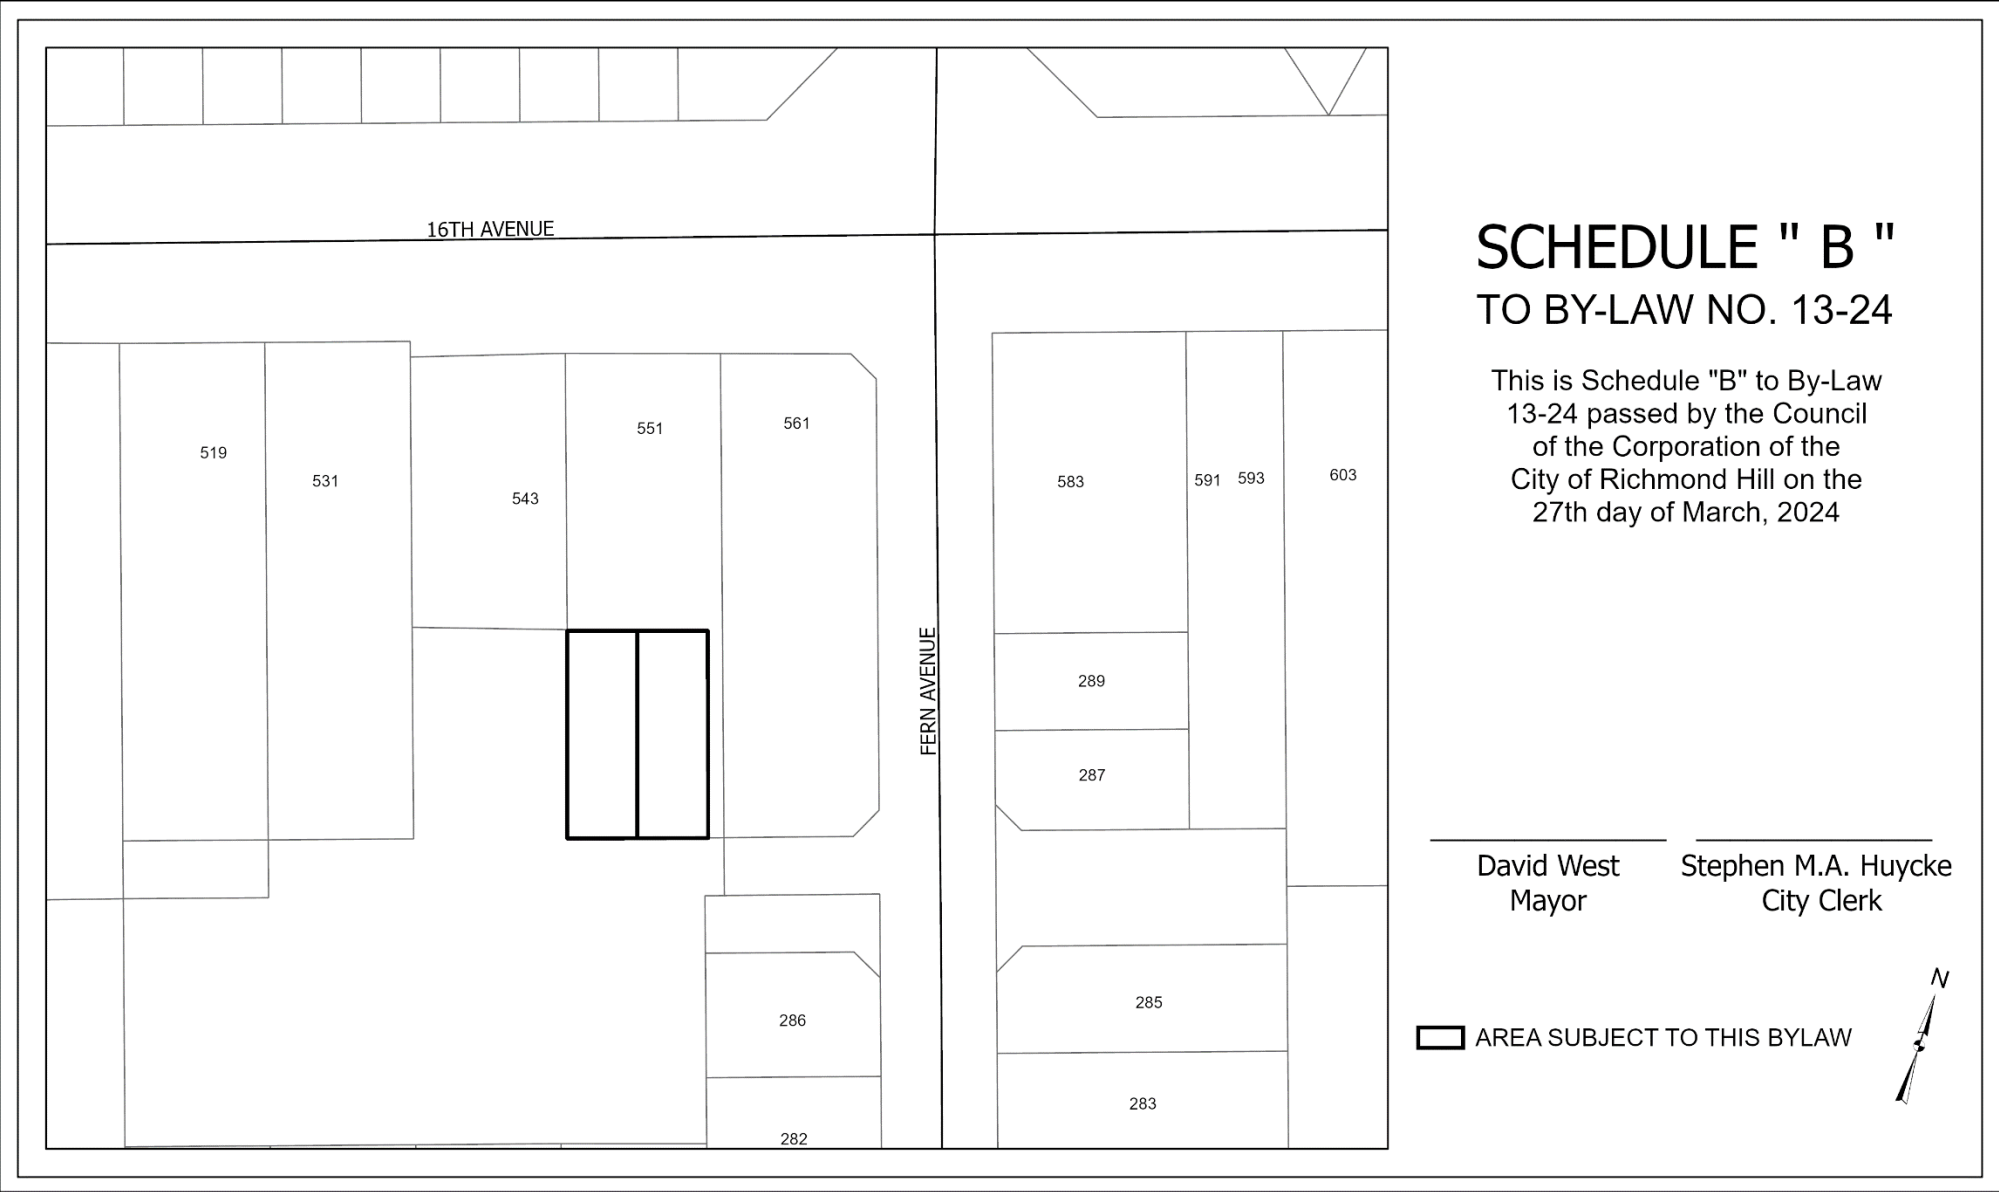 16TH AVENUE
519
531
543
551
561
583
591
593
603
FERN AVENUE
289
287
286
285
283
282
SCHEDULE " B "
TO BY-LAW NO. 13-24
This is Schedule "B" to By-Law
13-24 passed by the Council
of the Corporation of the
City of Richmond Hill on the
27th day of March, 2024
David West
Mayor
Stephen M.A. Huycke
City Clerk
N
AREA SUBJECT TO THIS BYLAW